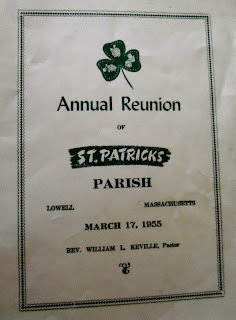 Annual Reunion
OF
ST. PATRICKS
PARISH
LOWELL MASSACHUSETTS
MARCH 17, 1955
REV. WILLIAM L. KEVILLE, Pastor